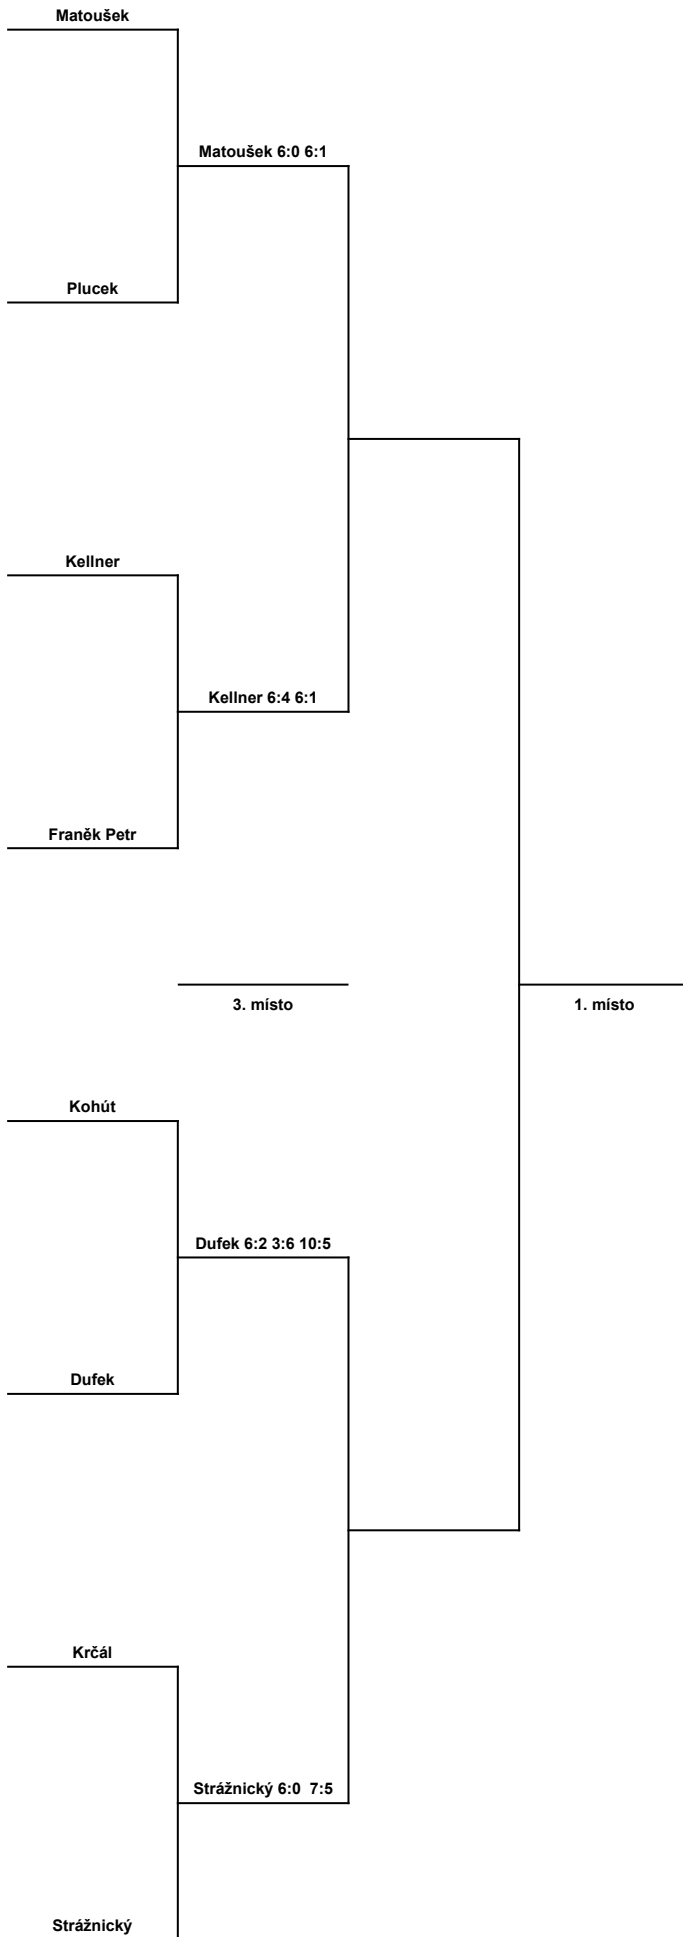 Matoušek
Matoušek 6:0 6:1
Plucek
Kellner
Kellner 6:4 6:1
Franěk Petr
3. místo
1. místo
Kohút
Dufek 6:2 3:6 10:5
Dufek
Krčál
Strážnický 6:0  7:5
Strážnický